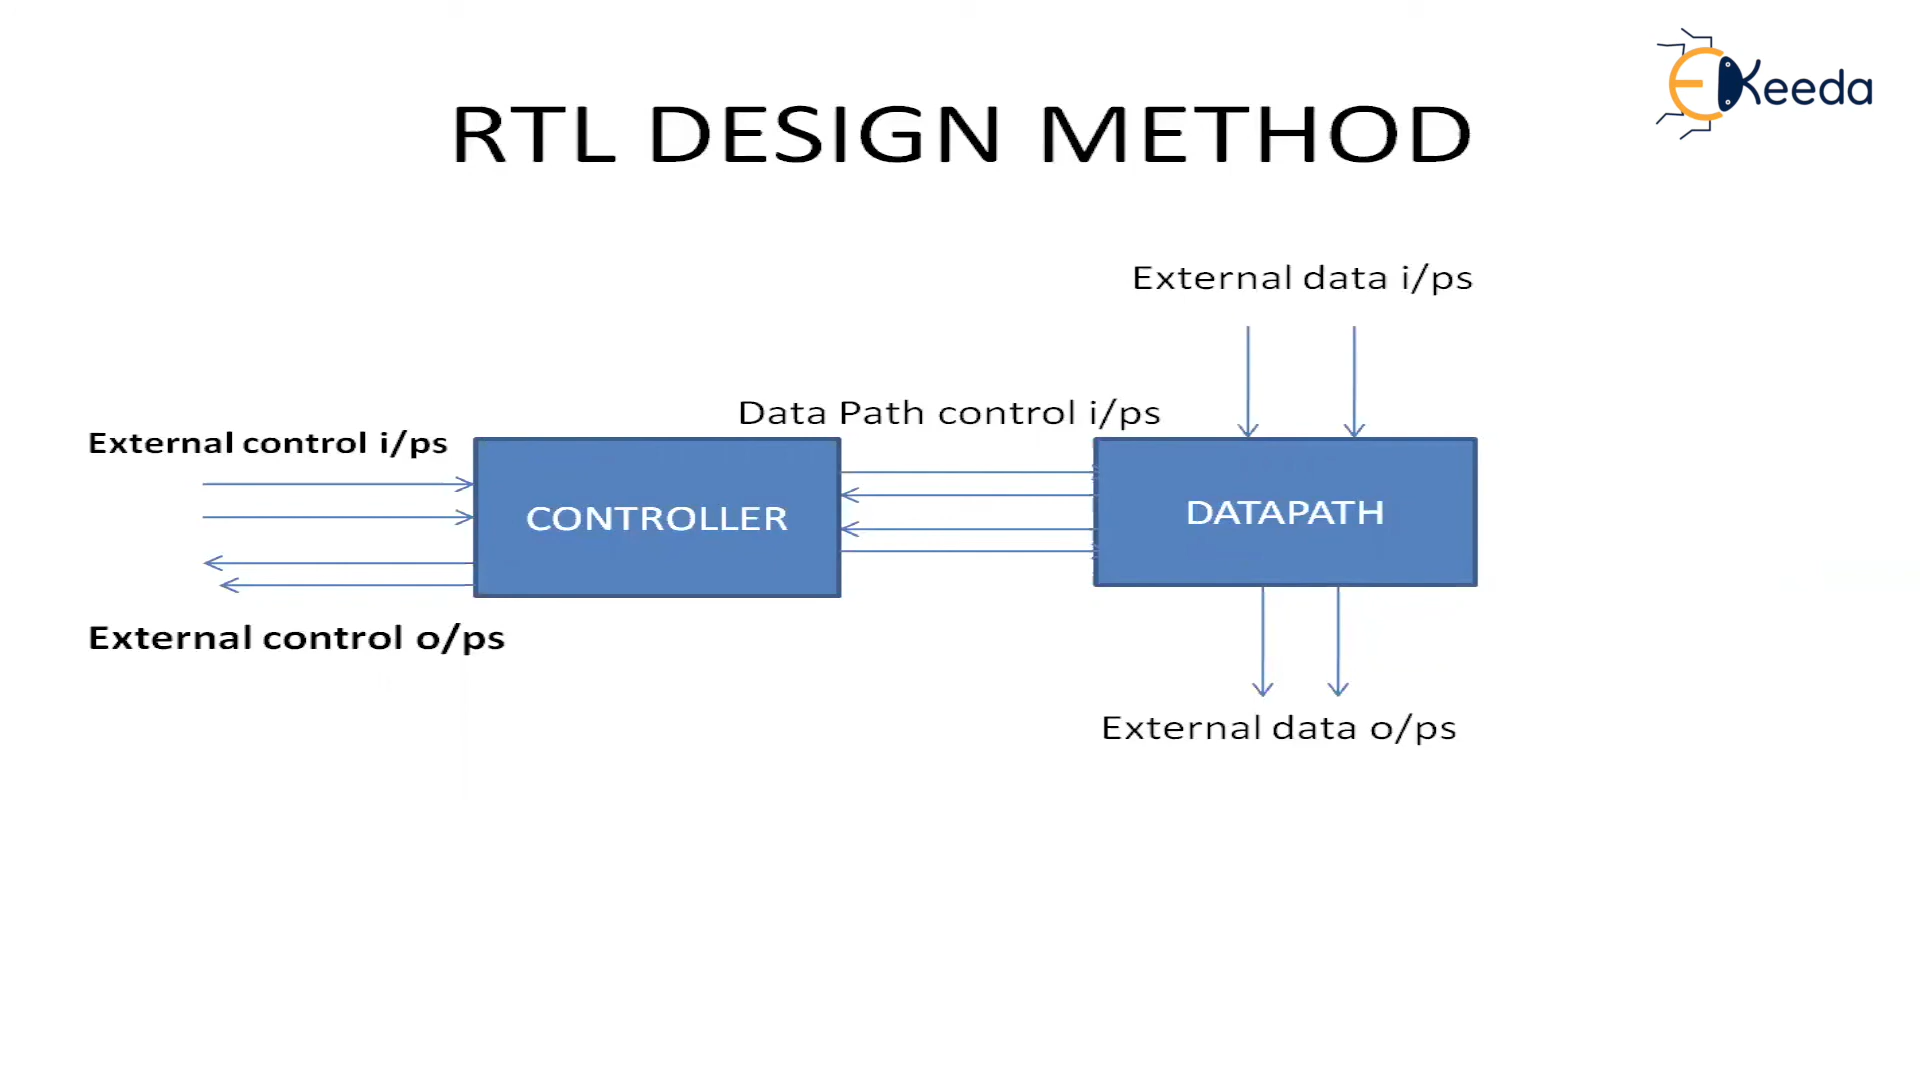 EKeeda
RTL DESIGN METHOD
External data i/ps
Data Path control i/ps
External control i/ps
CONTROLLER
DATAPATH
External control o/ps
External data o/ps